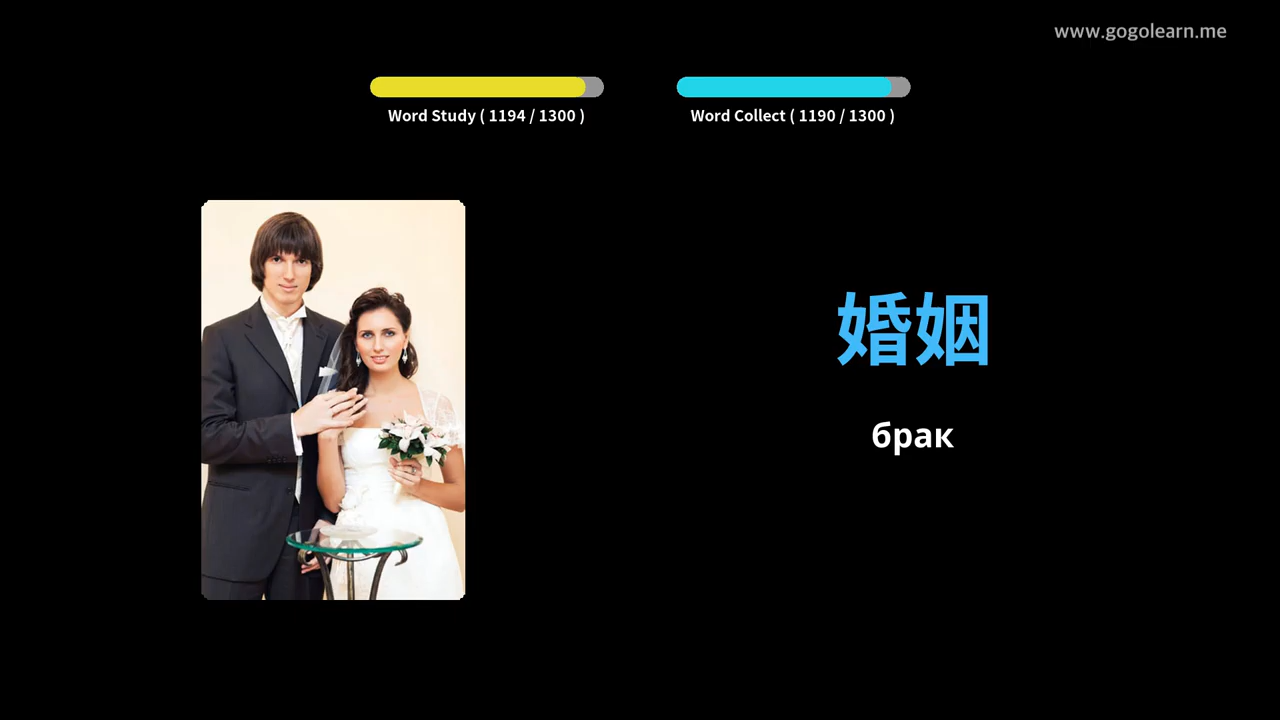 www.gogolearn.me
Word Study ( 1194 / 1300 )
Word Collect ( 1190 / 1300 )
婚姻
брак